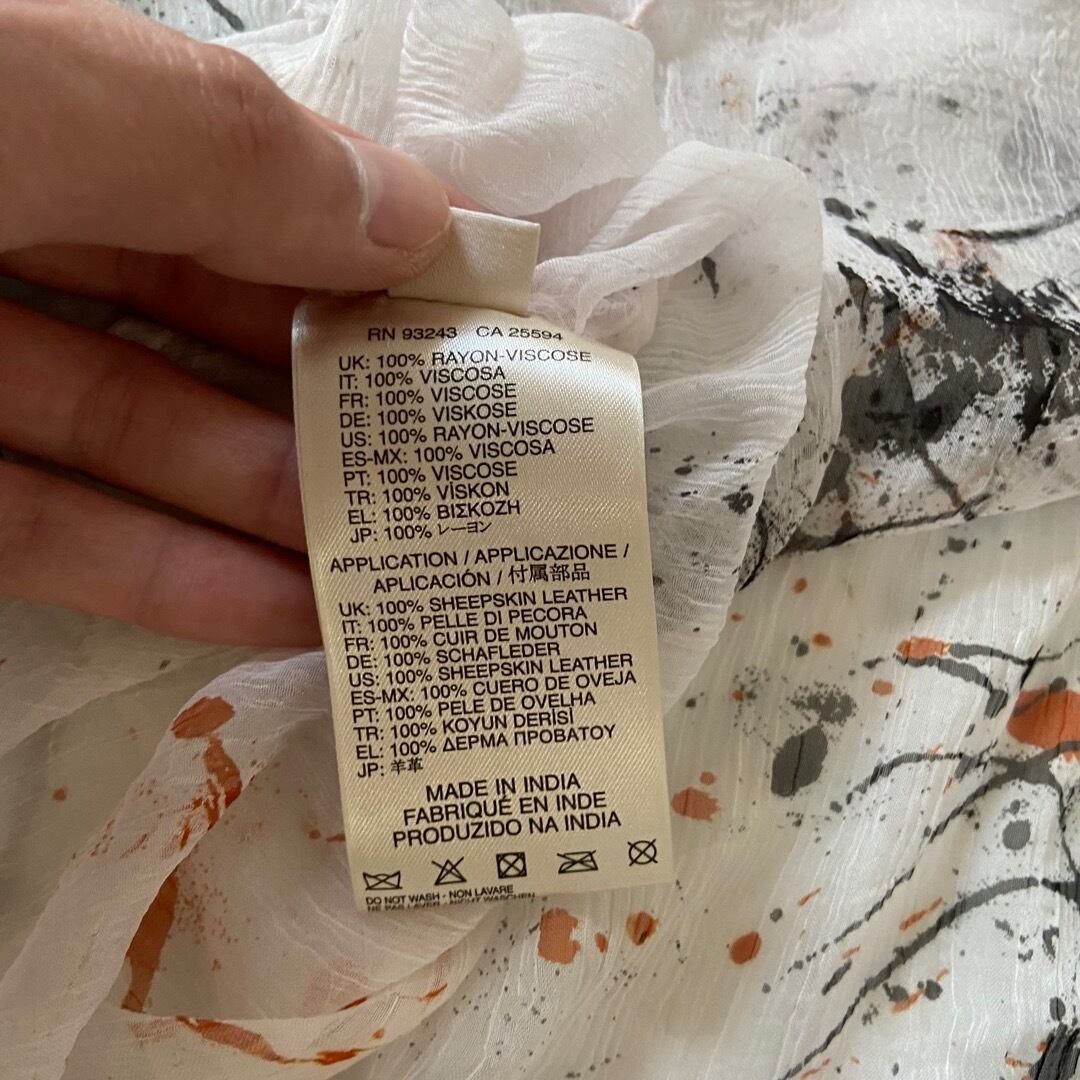 RN 93243 CA 25594
UK: 100% RAYON-VISCOSE
IT: 100% VISCOSA
FR: 100% VISCOSE
DE: 100% VISKOSE
US: 100% RAYON-VISCOSE
ES-MX: 100% VISCOSA
PT: 100% VISCOSE
TR: 100% VİSKON
EL: 100% ΒΙΣΚΟΖΗ
JP: 100% レーヨン
APPLICATION / APPLICAZIONE /
APLICACIÓN / 付属部品
UK: 100% SHEEPSKIN LEATHER
IT: 100% PELLE DI PECORA
FR: 100% CUIR DE MOUTON
DE: 100% SCHAFLEDER
US: 100% SHEEPSKIN LEATHER
ES-MX: 100% CUERO DE OVEJA
PT: 100% PELE DE OVELHA
TR: 100% KOYUN DERİSİ
EL: 100% ΔΕΡΜΑ ΠΡΟΒΑΤΟΥ
JP: 羊革
MADE IN INDIA
FABRIQUÉ EN INDE
PRODUZIDO NA INDIA
DO NOT WASH - NON LAVARE
NE PAS LAVER - NICHT WASCHEN